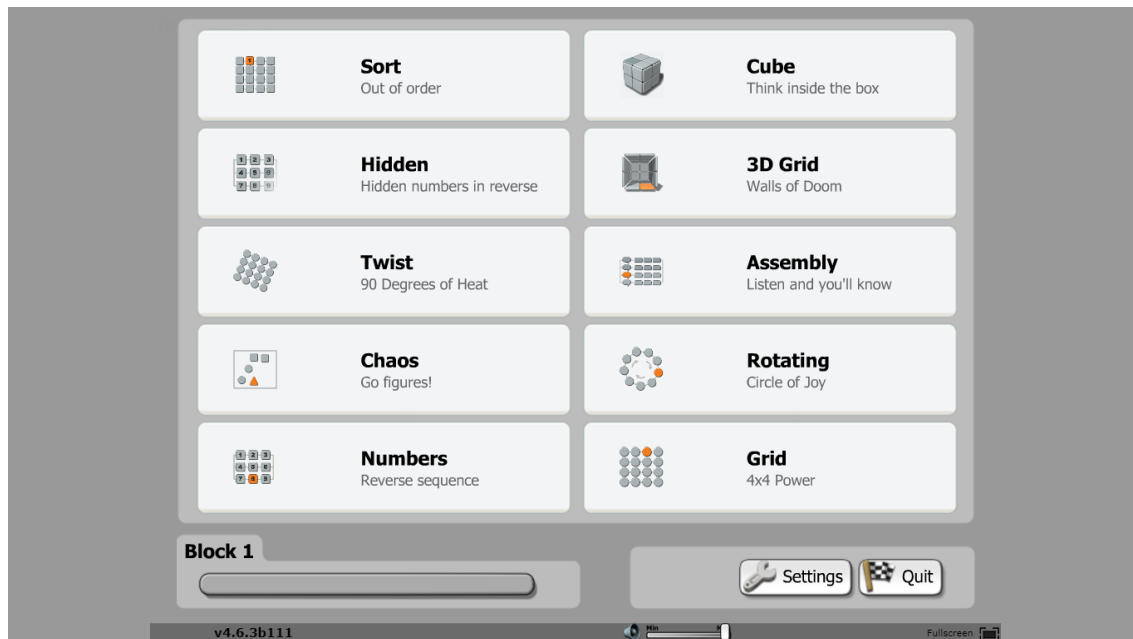 Sort
Out of order
Cube
Think inside the box
Hidden
Hidden numbers in reverse
3D Grid
Walls of Doom
Twist
90 Degrees of Heat
Assembly
Listen and you'll know
Chaos
Go figures!
Rotating
Circle of Joy
Numbers
Reverse sequence
Grid
4x4 Power
Block 1
Settings
Quit
v4.6.3b111
Min
Fullscreen